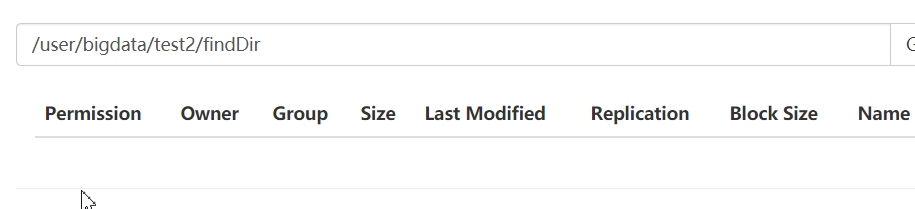 /user/bigdata/test2/findDir
Permission Owner Group Size Last Modified Replication Block Size Name